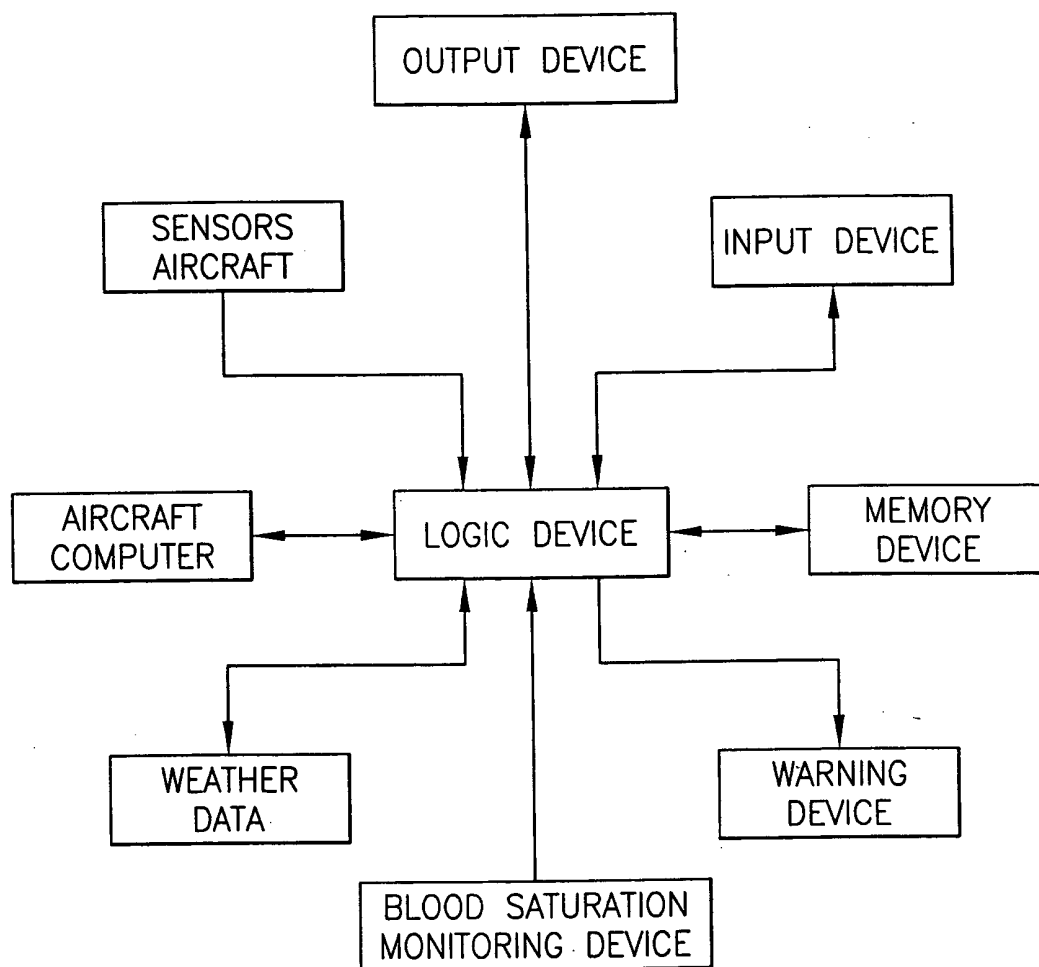 OUTPUT DEVICE
SENSORS
AIRCRAFT
INPUT DEVICE
AIRCRAFT
COMPUTER
LOGIC DEVICE
MEMORY
DEVICE
WEATHER
DATA
WARNING
DEVICE
BLOOD SATURATION
MONITORING DEVICE